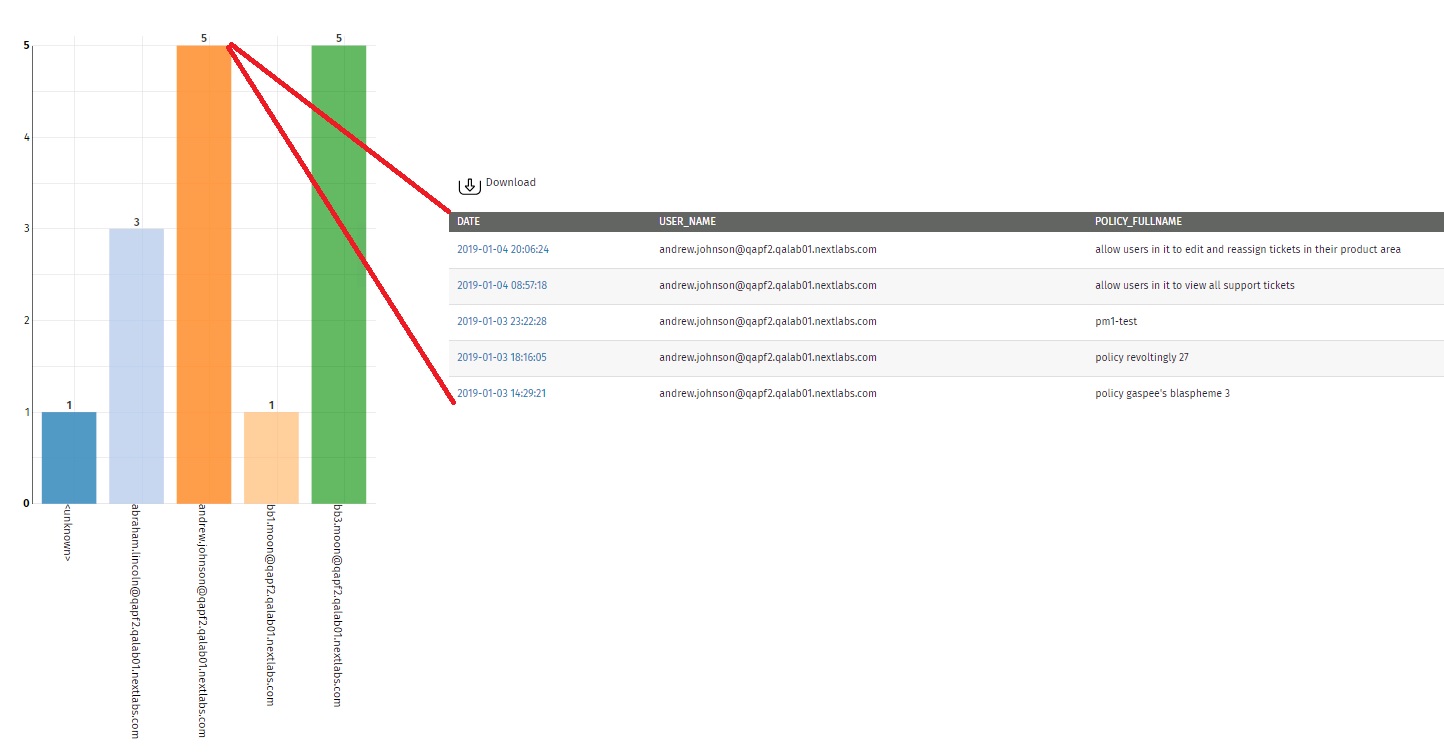 5
4
3
2
1
0
1
3
5
1
5
<unknown>
abraham.lincoln@qapf2.qalab01.nextlabs.com
andrew.johnson@qapf2.qalab01.nextlabs.com
bb1.moon@qapf2.qalab01.nextlabs.com
bb3.moon@qapf2.qalab01.nextlabs.com
Download
DATE USER_NAME POLICY_FULLNAME
2019-01-04 20:06:24 andrew.johnson@qapf2.qalab01.nextlabs.com allow users in it to edit and reassign tickets in their product area
2019-01-04 08:57:18 andrew.johnson@qapf2.qalab01.nextlabs.com allow users in it to view all support tickets
2019-01-03 23:22:28 andrew.johnson@qapf2.qalab01.nextlabs.com pm1-test
2019-01-03 18:16:05 andrew.johnson@qapf2.qalab01.nextlabs.com policy revoltingly 27
2019-01-03 14:29:21 andrew.johnson@qapf2.qalab01.nextlabs.com policy gaspee's blaspheme 3